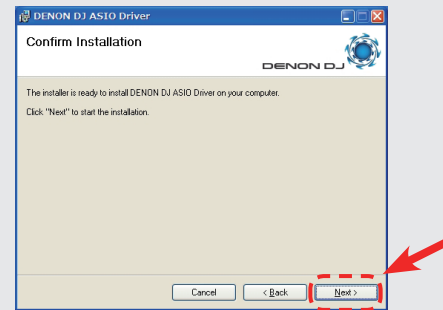 DENON DJ ASIO Driver
Confirm Installation
DENON DJ
The installer is ready to install DENON DJ ASIO Driver on your computer.
Click "Next" to start the installation.
Cancel
< Back
Next >